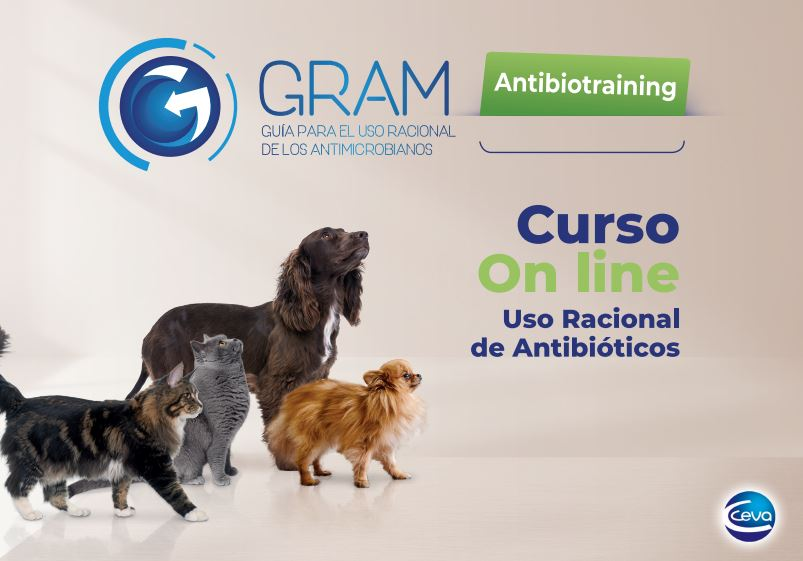 GRAM
GUÍA PARA EL USO RACIONAL
DE LOS ANTIMICROBIANOS
Antibiotraining
Curso
On line
Uso Racional
de Antibióticos
Ceva